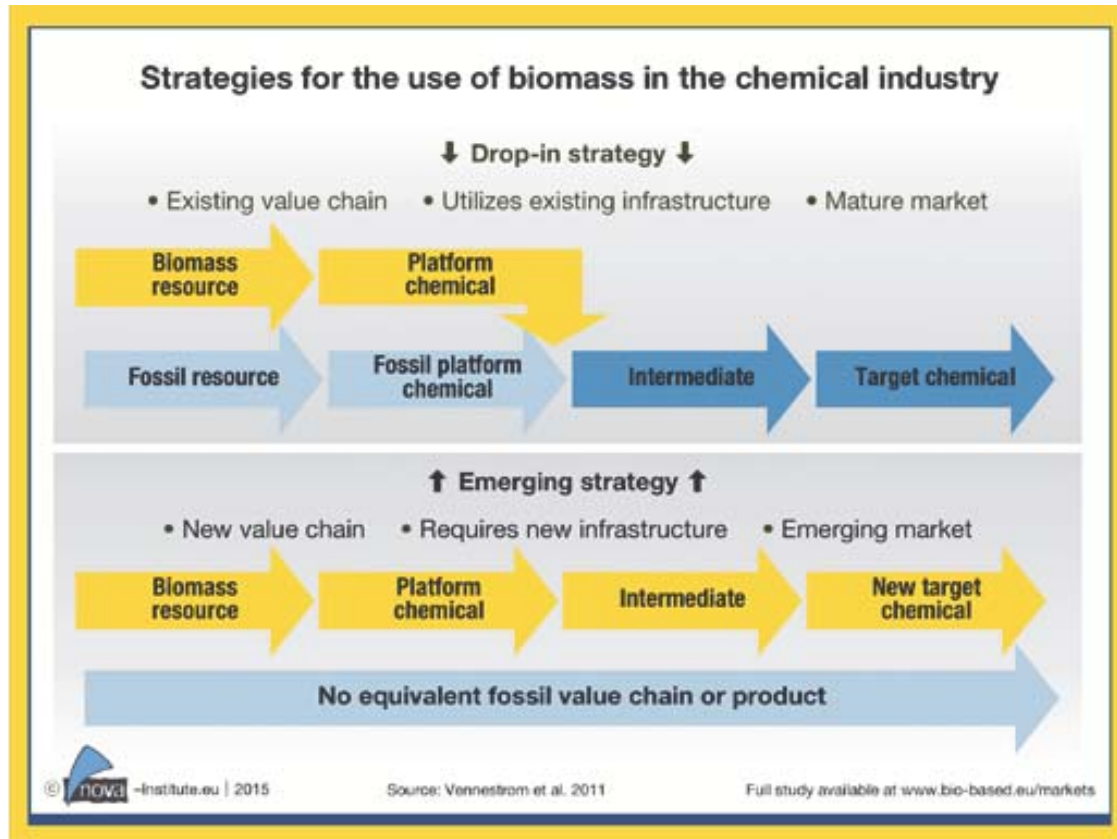 Strategies for the use of biomass in the chemical industry
↓ Drop-in strategy ↓
• Existing value chain • Utilizes existing infrastructure • Mature market
Biomass
resource
Platform
chemical
Fossil resource
Fossil platform
chemical
Intermediate
Target chemical
↑ Emerging strategy ↑
• New value chain • Requires new infrastructure • Emerging market
Biomass
resource
Platform
chemical
Intermediate
New target
chemical
No equivalent fossil value chain or product
© nova -Institute.eu | 2015
Source: Vennestrom et al. 2011
Full study available at www.bio-based.eu/markets